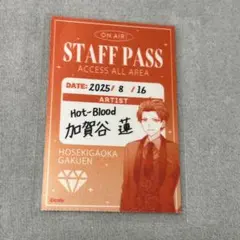 ON AIR
STAFF PASS
ACCESS ALL AREA
DATE: 2025/8/16
ARTIST
Hot-Blood
加賀谷 蓮
HOSEKIGAOKA
GAKUEN